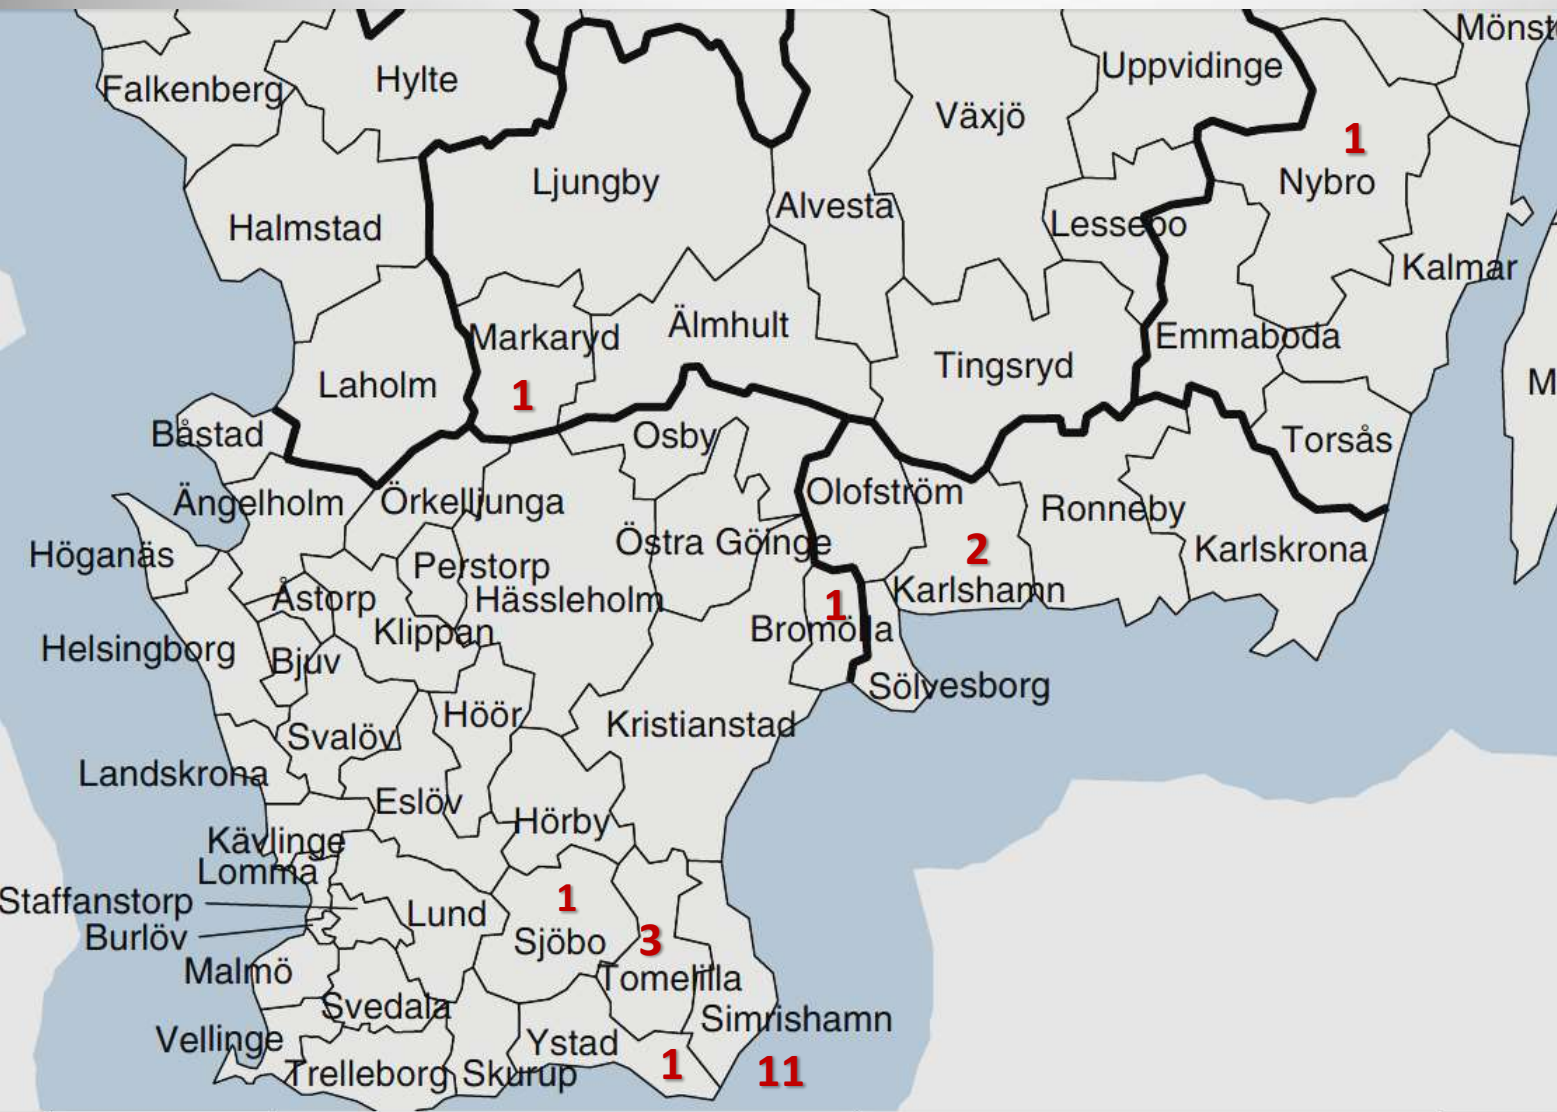 Mönst
Falkenberg
Hylte
Uppvidinge
Växjö
1
Nybro
Ljungby
Alvesta
Lessebo
Halmstad
Kalmar
Markaryd
Älmhult
Emmaboda
Laholm
1
Tingsryd
M
Båstad
Osby
Torsås
Ängelholm
Örkelljunga
Olofström
Ronneby
Höganäs
Östra Göinge
2
Karlskrona
Perstorp
Åstorp
Hässleholm
1
Karlshamn
Helsingborg
Klippan
Bromölla
Bjuv
Sölvesborg
Höör
Kristianstad
Svalöv
Landskrona
Eslöv
Hörby
Kävlinge
Lomma
Staffanstorp
Lund
1
Burlöv
Sjöbo
3
Malmö
Tomelilla
Svedala
Simrishamn
Vellinge
Ystad
Trelleborg
Skurup
1
11